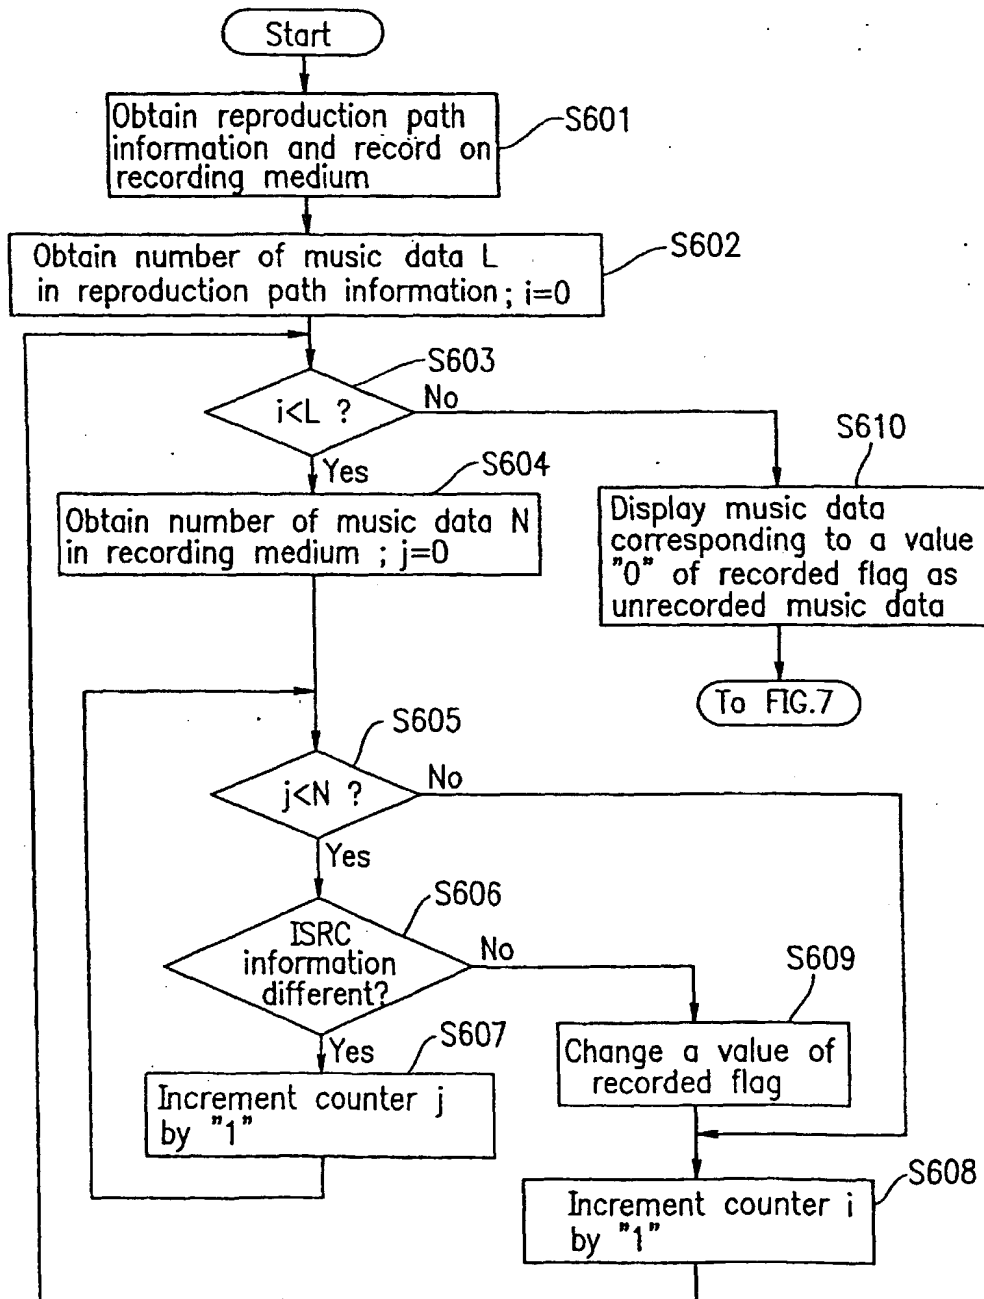 Start
Obtain reproduction path
information and record on
recording medium
S601
Obtain number of music data L
in reproduction path information; i=0
S602
S603
i<L ?
No
Yes
S604
Obtain number of music data N
in recording medium ; j=0
S610
Display music data
corresponding to a value
"0" of recorded flag as
unrecorded music data
To FIG.7
S605
j<N ?
No
Yes
S606
ISRC
information
different?
No
Yes
S607
Increment counter j
by "1"
S609
Change a value of
recorded flag
S608
Increment counter i
by "1"